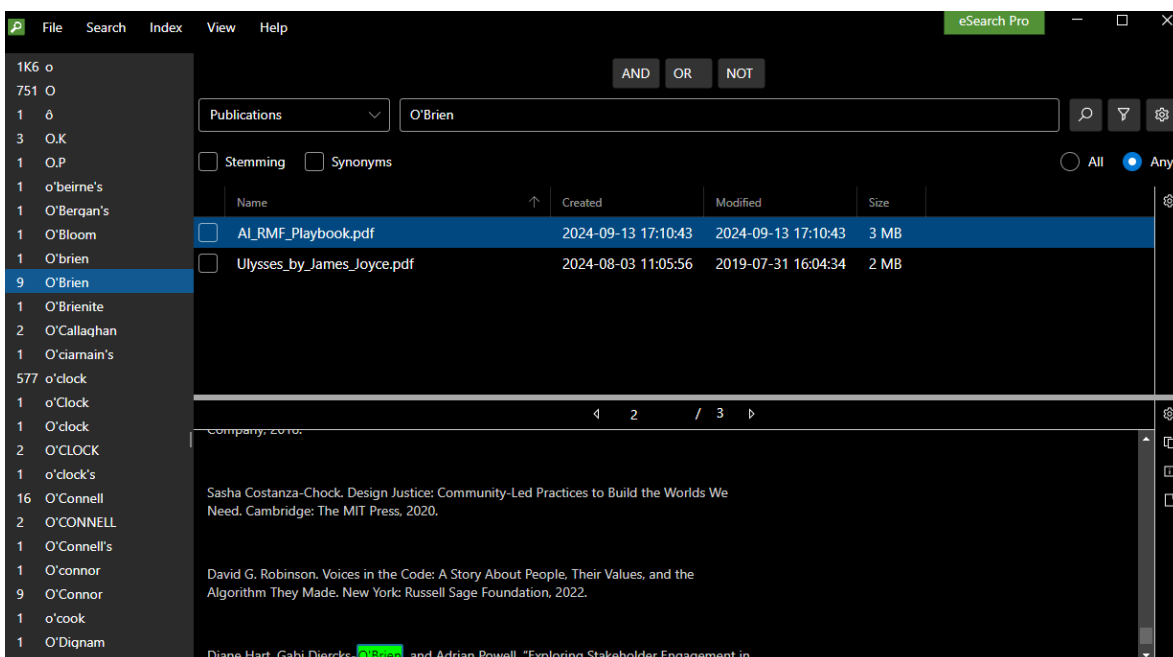 File Search Index View Help eSearch Pro
1K6 o
751 O
1 ô
3 O.K
1 O.P
1 o'beirne's
1 O'Bergan's
1 O'Bloom
1 O'brien
9 O'Brien
1 O'Brienite
2 O'Callaghan
1 O'ciarnain's
577 o'clock
1 o'Clock
1 O'clock
2 O'CLOCK
1 o'clock's
16 O'Connell
2 O'CONNELL
1 O'Connell's
1 O'connor
9 O'Connor
1 o'cook
1 O'Dignam
AND OR NOT
Publications O'Brien
Stemming Synonyms All Any
Name Created Modified Size
AI_RMF_Playbook.pdf 2024-09-13 17:10:43 2024-09-13 17:10:43 3 MB
Ulysses_by_James_Joyce.pdf 2024-08-03 11:05:56 2019-07-31 16:04:34 2 MB
2 / 3
Company, 2018.
Sasha Costanza-Chock. Design Justice: Community-Led Practices to Build the Worlds We
Need. Cambridge: The MIT Press, 2020.
David G. Robinson. Voices in the Code: A Story About People, Their Values, and the
Algorithm They Made. New York: Russell Sage Foundation, 2022.
Diane Hart, Gabi Diercks-O'Brien, and Adrian Powell. "Exploring Stakeholder Engagement in